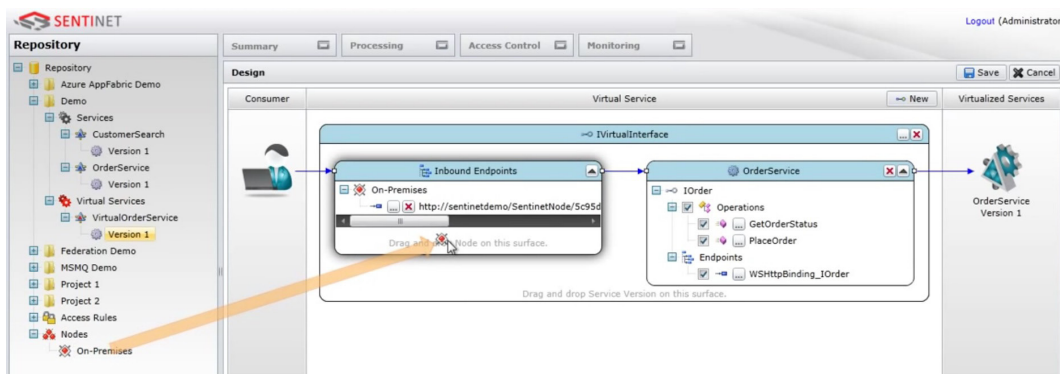 SENTINET
Logout (Administrator
Repository
Summary
Processing
Access Control
Monitoring
Repository
Azure AppFabric Demo
Demo
Services
CustomerSearch
Version 1
OrderService
Version 1
Virtual Services
VirtualOrderService
Version 1
Federation Demo
MSMQ Demo
Project 1
Project 2
Access Rules
Nodes
On-Premises
Design
Save
Cancel
Consumer
Virtual Service
New
Virtualized Services
IVirtualInterface
...
Inbound Endpoints
On-Premises
... http://sentinetdemo/SentinetNode/5c95d
Drag and Node on this surface.
OrderService
IOrder
Operations
... GetOrderStatus
... PlaceOrder
Endpoints
... WSHttpBinding_IOrder
Drag and drop Service Version on this surface.
OrderService
Version 1